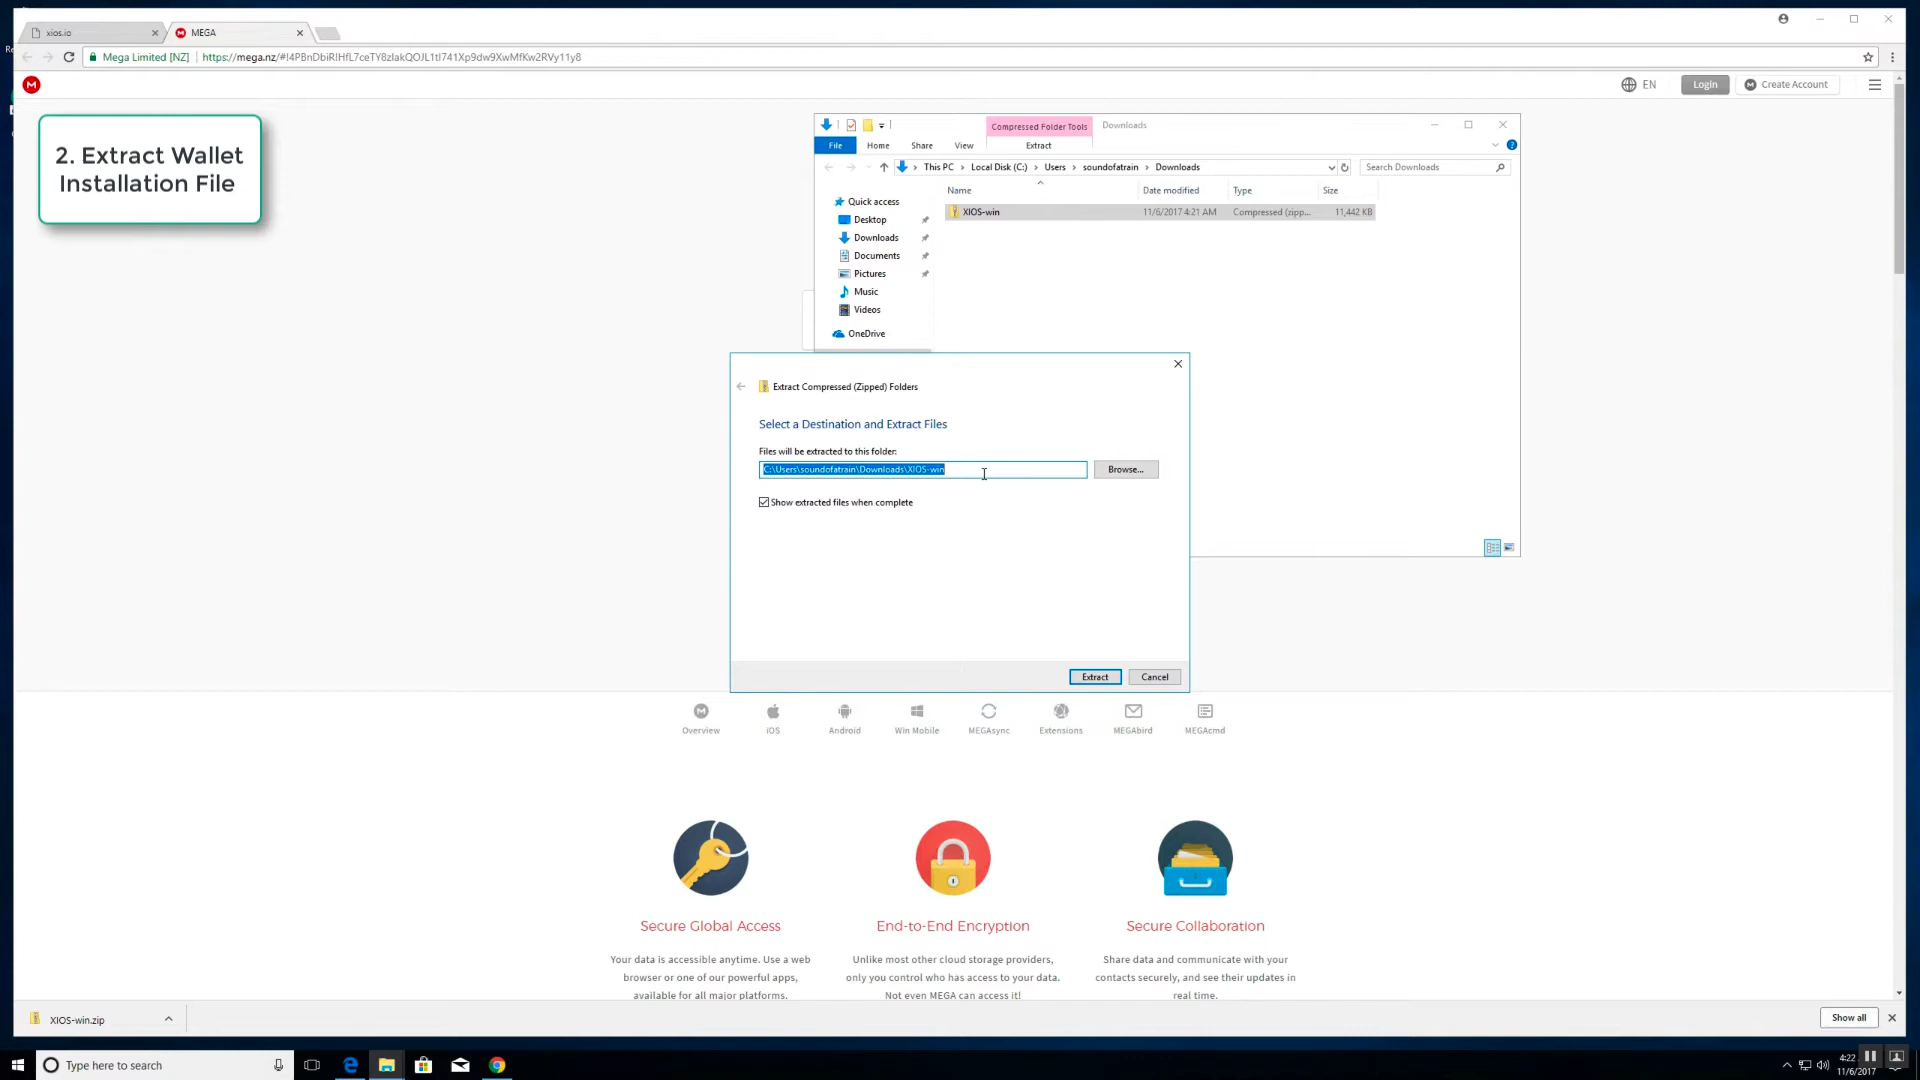 xios.io
MEGA
Mega Limited [NZ]
EN
Login
Create Account
2. Extract Wallet
Installation File
Compressed Folder Tools
Downloads
File
Home
Share
View
Extract
This PC > Local Disk (C:) > Users > soundofatrain > Downloads
Search Downloads
Name
Date modified
Type
Size
XIOS-win
11/6/2017 4:21 AM
Compressed (zipp...
11,442 KB
Quick access
Desktop
Downloads
Documents
Pictures
Music
Videos
OneDrive
Extract Compressed (Zipped) Folders
Select a Destination and Extract Files
Files will be extracted to this folder:
C:\Users\soundofatrain\Downloads\XIOS-win
Browse...
Show extracted files when complete
Extract
Cancel
Overview
iOS
Android
Win Mobile
MEGAsync
Extensions
MEGAbird
MEGAcmd
Secure Global Access
Your data is accessible anytime. Use a web
browser or one of our powerful apps,
available for all major platforms.
End-to-End Encryption
Unlike most other cloud storage providers,
only you control who has access to your data.
Not even MEGA can access it!
Secure Collaboration
Share data and communicate with your
contacts securely, and see their updates in
real time.
XIOS-win.zip
Show all
Type here to search
4:22
11/6/2017